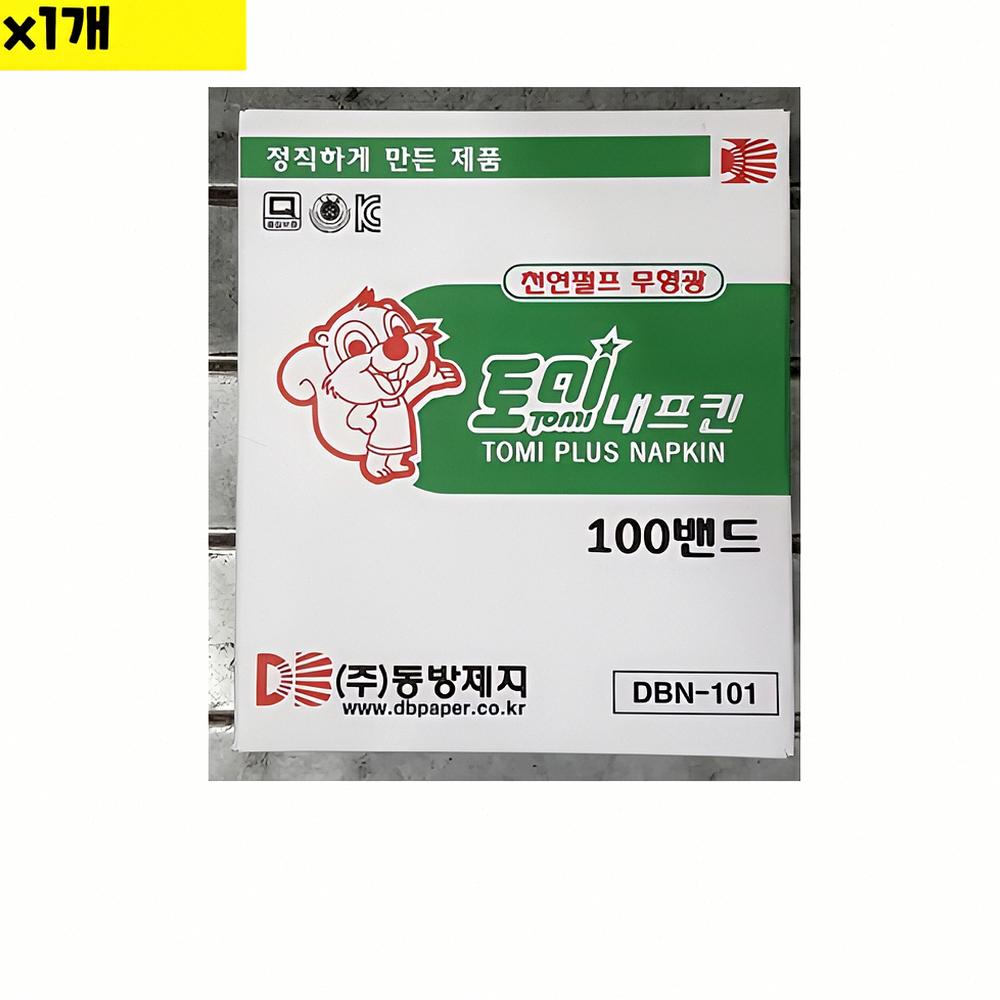 x1개
정직하게 만든 제품
천연펄프 무영광
토미
TOMI
내프킨
TOMI PLUS NAPKIN
100밴드
(주)동방제지
www.dbpaper.co.kr
DBN-101